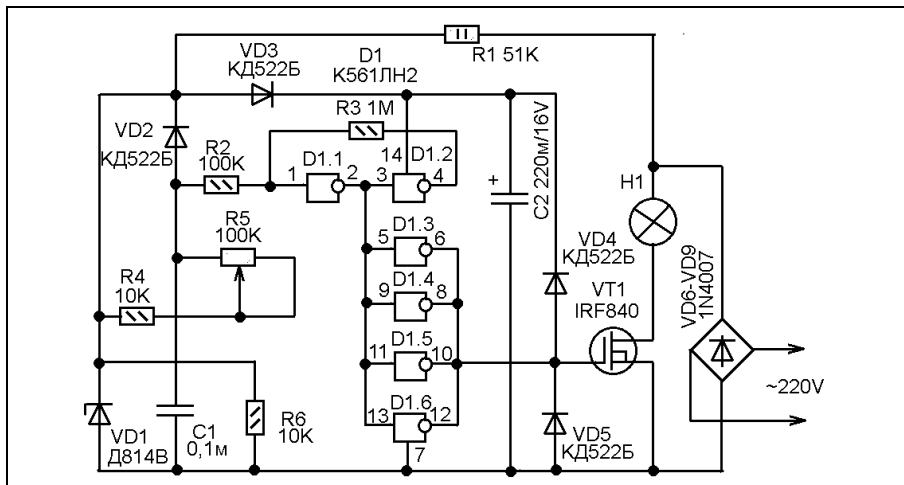 R1 51K
VD3
КД522Б
D1
К561ЛН2
R3 1M
VD2
КД522Б
R2
100K
14
D1.1
D1.2
1
2
3
4
+
C2 220м/16V
H1
R5
100K
D1.3
5
6
VD4
КД522Б
VD6-VD9
1N4007
R4
10K
D1.4
9
8
VT1
IRF840
D1.5
11
10
~220V
D1.6
13
12
7
VD1
Д814В
C1
0,1м
R6
10K
VD5
КД522Б